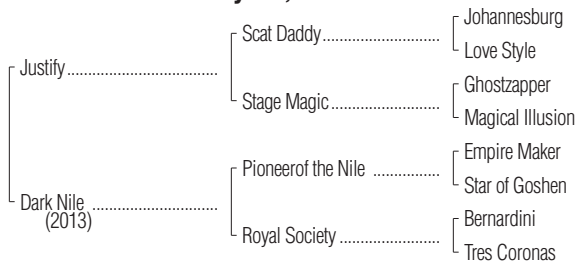 Johannesburg
Scat Daddy
Love Style
Justify
Ghostzapper
Stage Magic
Magical Illusion
Empire Maker
Pioneerof the Nile
Star of Goshen
Dark Nile
(2013)
Bernardini
Royal Society
Tres Coronas